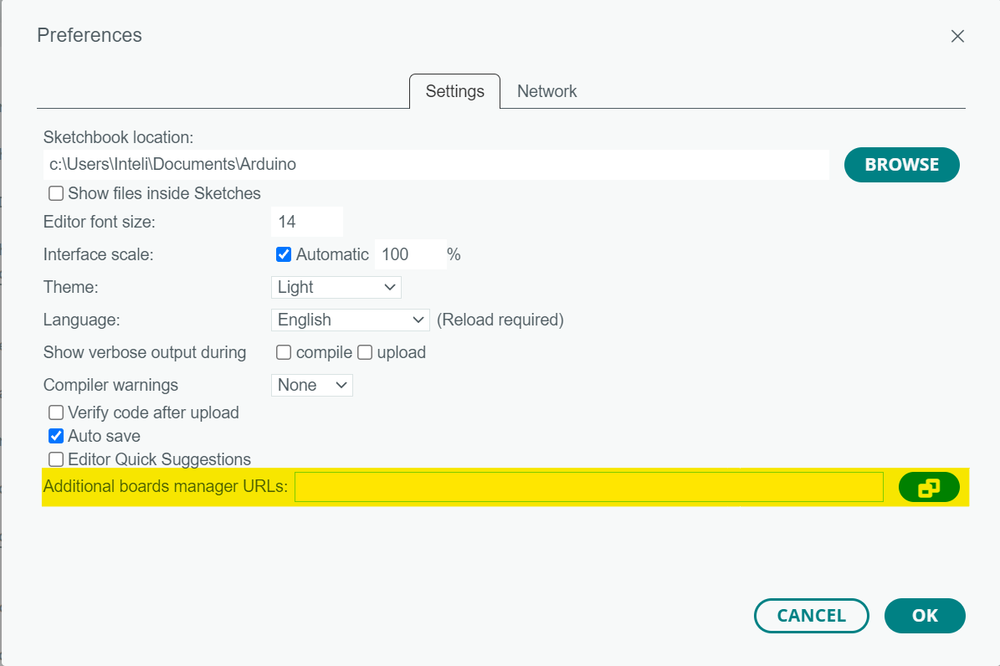 Preferences
Settings Network
Sketchbook location:
c:\Users\Inteli\Documents\Arduino BROWSE
Show files inside Sketches
Editor font size: 14
Interface scale: Automatic 100 %
Theme: Light
Language: English (Reload required)
Show verbose output during compile upload
Compiler warnings None
Verify code after upload
Auto save
Editor Quick Suggestions
Additional boards manager URLs:
CANCEL OK